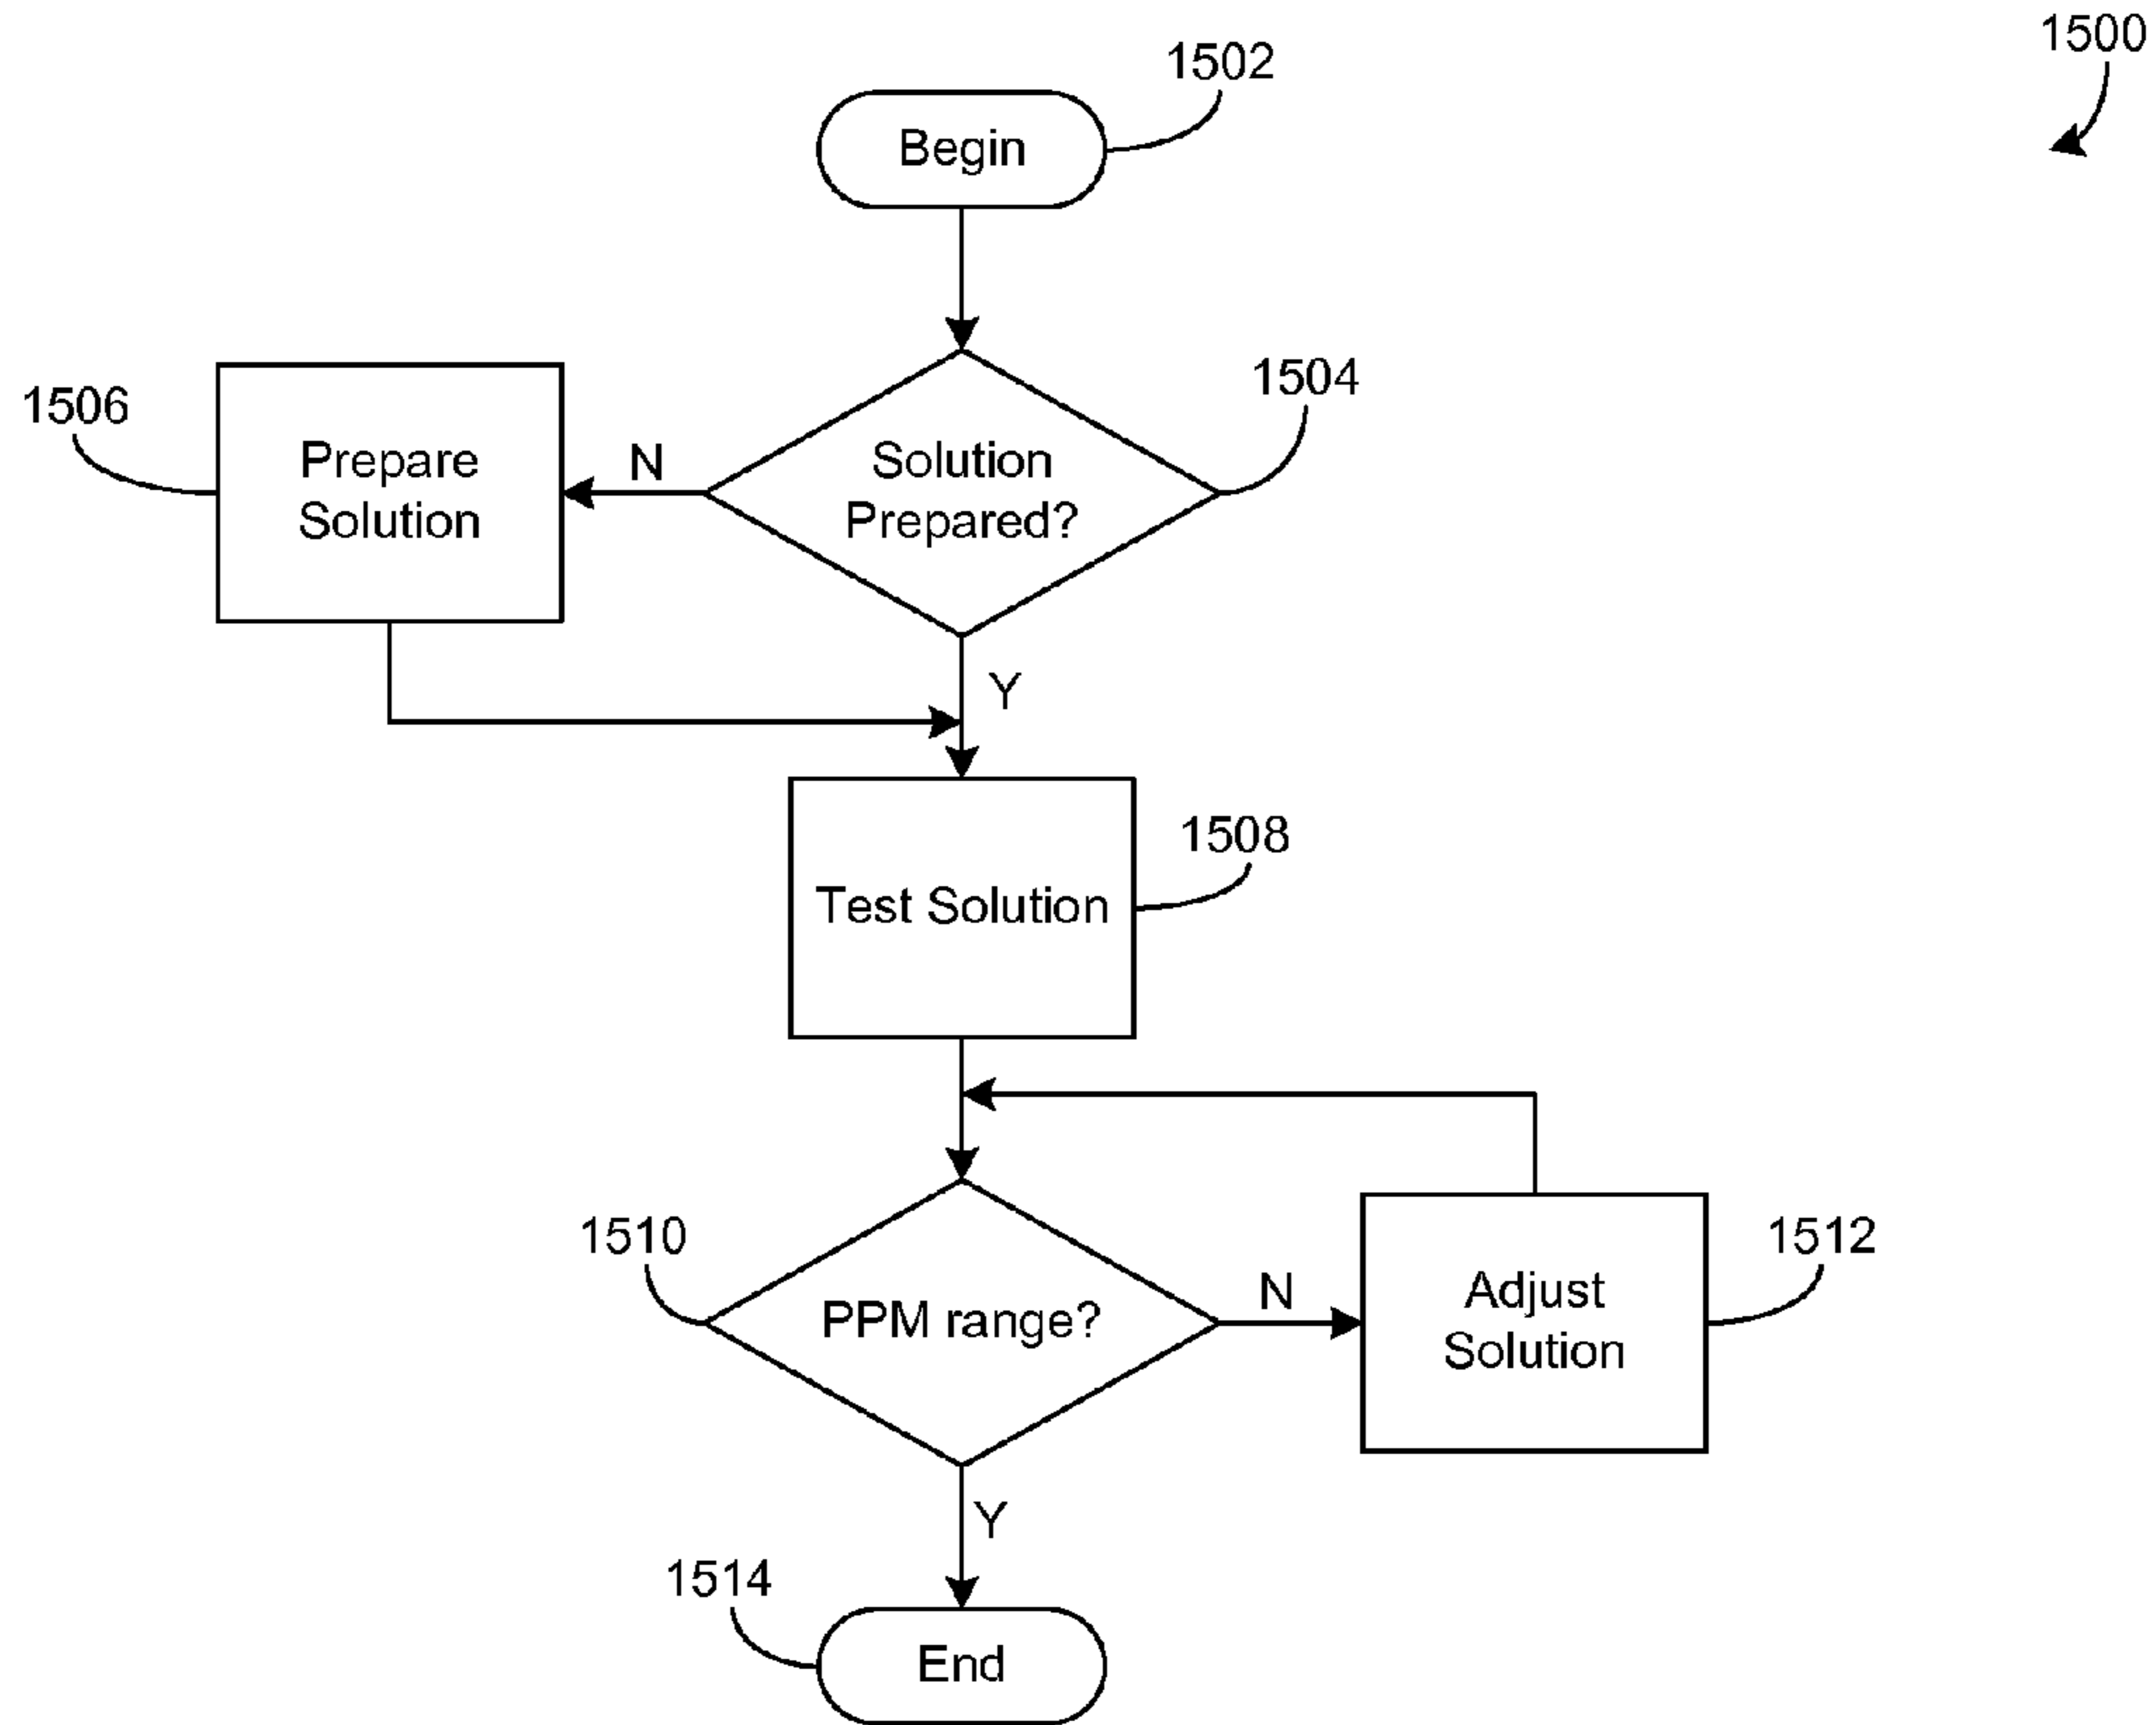 1500
1502
Begin
1504
Solution
Prepared?
N
1506
Prepare
Solution
Y
1508
Test Solution
1510
PPM range?
N
1512
Adjust
Solution
Y
1514
End